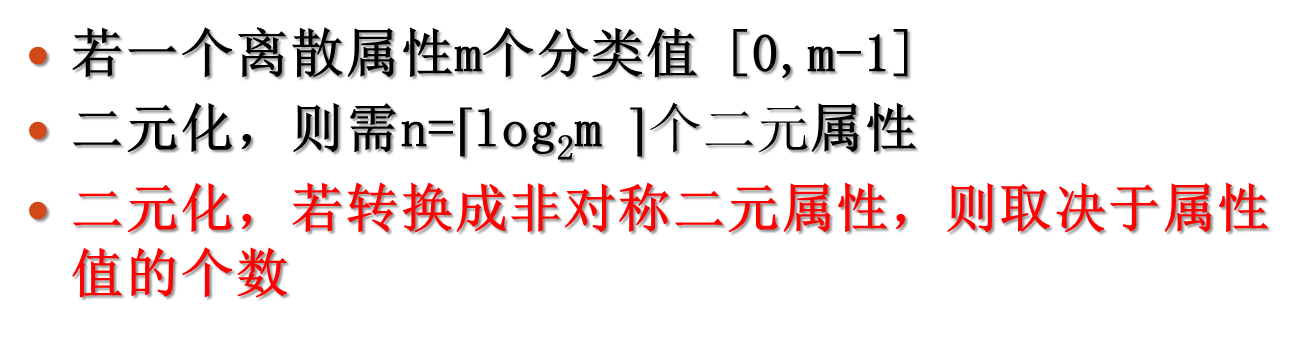 • 若一个离散属性m个分类值 [0,m-1]
• 二元化，则需n=⌈log₂m ⌉个二元属性
• 二元化，若转换成非对称二元属性，则取决于属性
值的个数